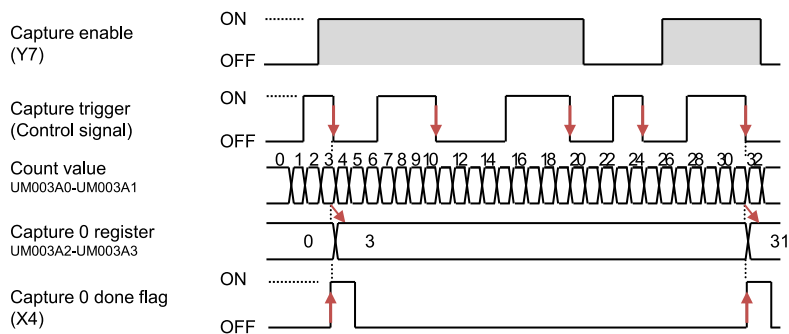 Capture enable
(Y7)
ON
OFF
Capture trigger
(Control signal)
ON
OFF
Count value
UM003A0-UM003A1
0 1 2 3 4 5 6 7 8 9 10 12 14 16 18 20 22 24 26 28 30 32
Capture 0 register
UM003A2-UM003A3
0 3 31
Capture 0 done flag
(X4)
ON
OFF